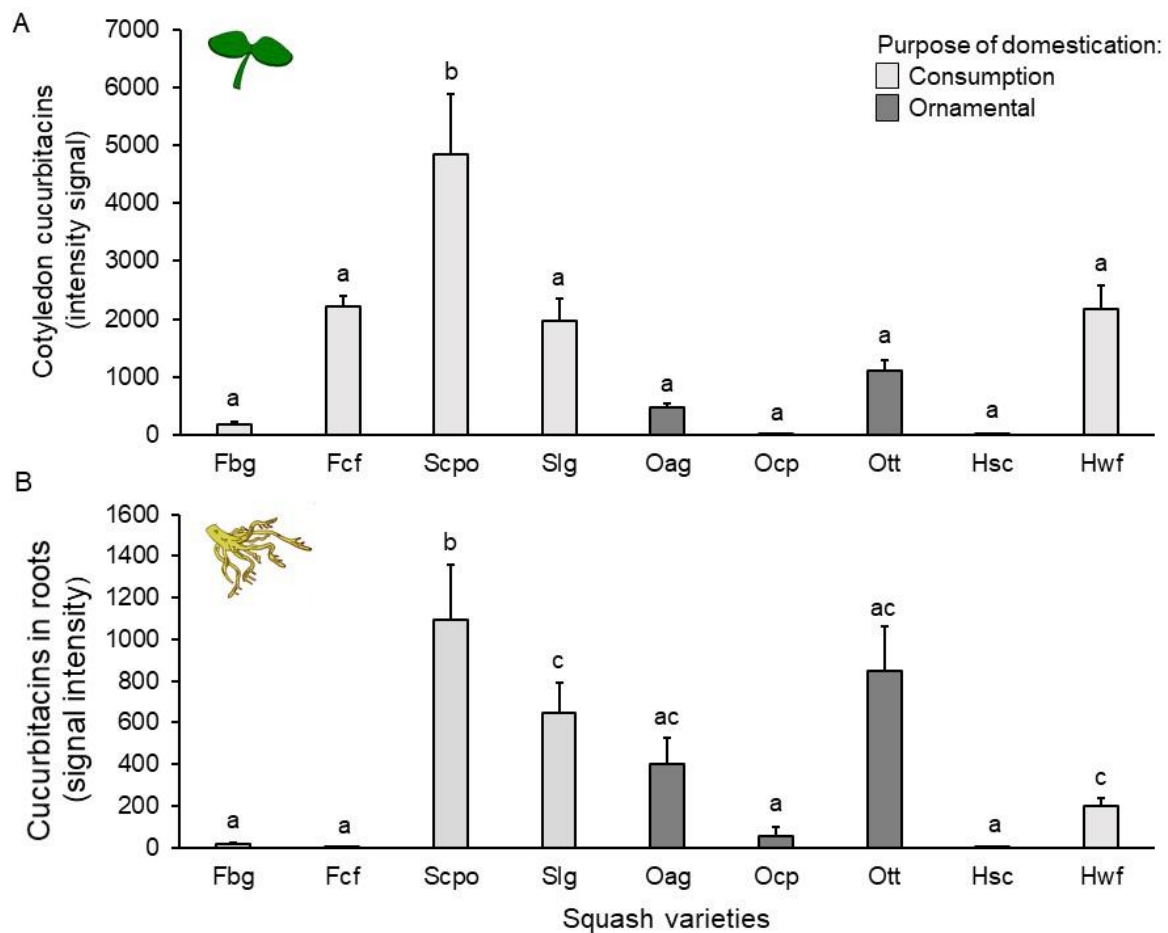 A
Cotyledon cucurbitacins
(intensity signal)
7000
6000
5000
4000
3000
2000
1000
0
Purpose of domestication:
Consumption
Ornamental
a
a
b
a
a
a
a
a
a
Fbg Fcf Scpo Slg Oag Ocp Ott Hsc Hwf
B
Cucurbitacins in roots
(signal intensity)
1600
1400
1200
1000
800
600
400
200
0
a
a
b
c
ac
a
ac
a
c
Fbg Fcf Scpo Slg Oag Ocp Ott Hsc Hwf
Squash varieties